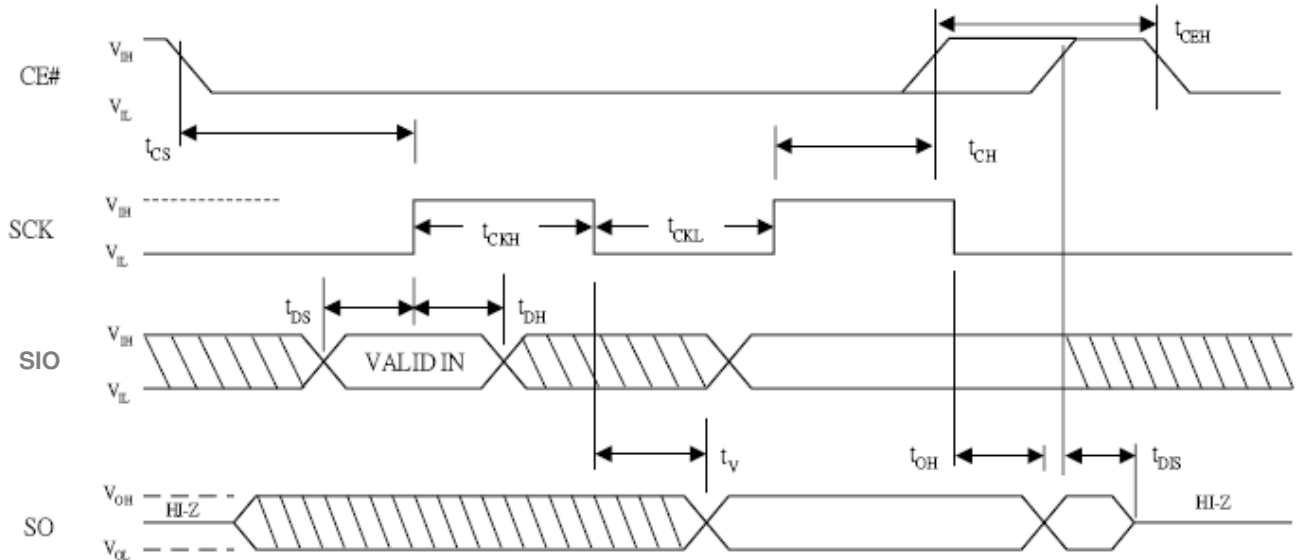 V_IH
t_CEH
CE#
V_IL
t_CS
t_CH
V_IH
SCK
t_CKH
t_CKL
V_IL
t_DS
t_DH
V_IH
SIO
VALID IN
V_IL
t_V
t_OH
t_DIS
V_OH
HI-Z
HI-Z
SO
V_OL